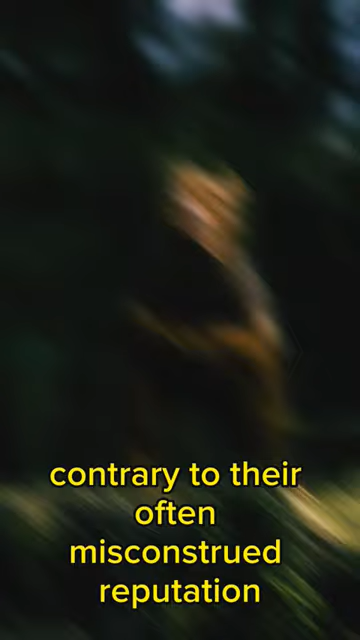 contrary to their
often
misconstrued
reputation